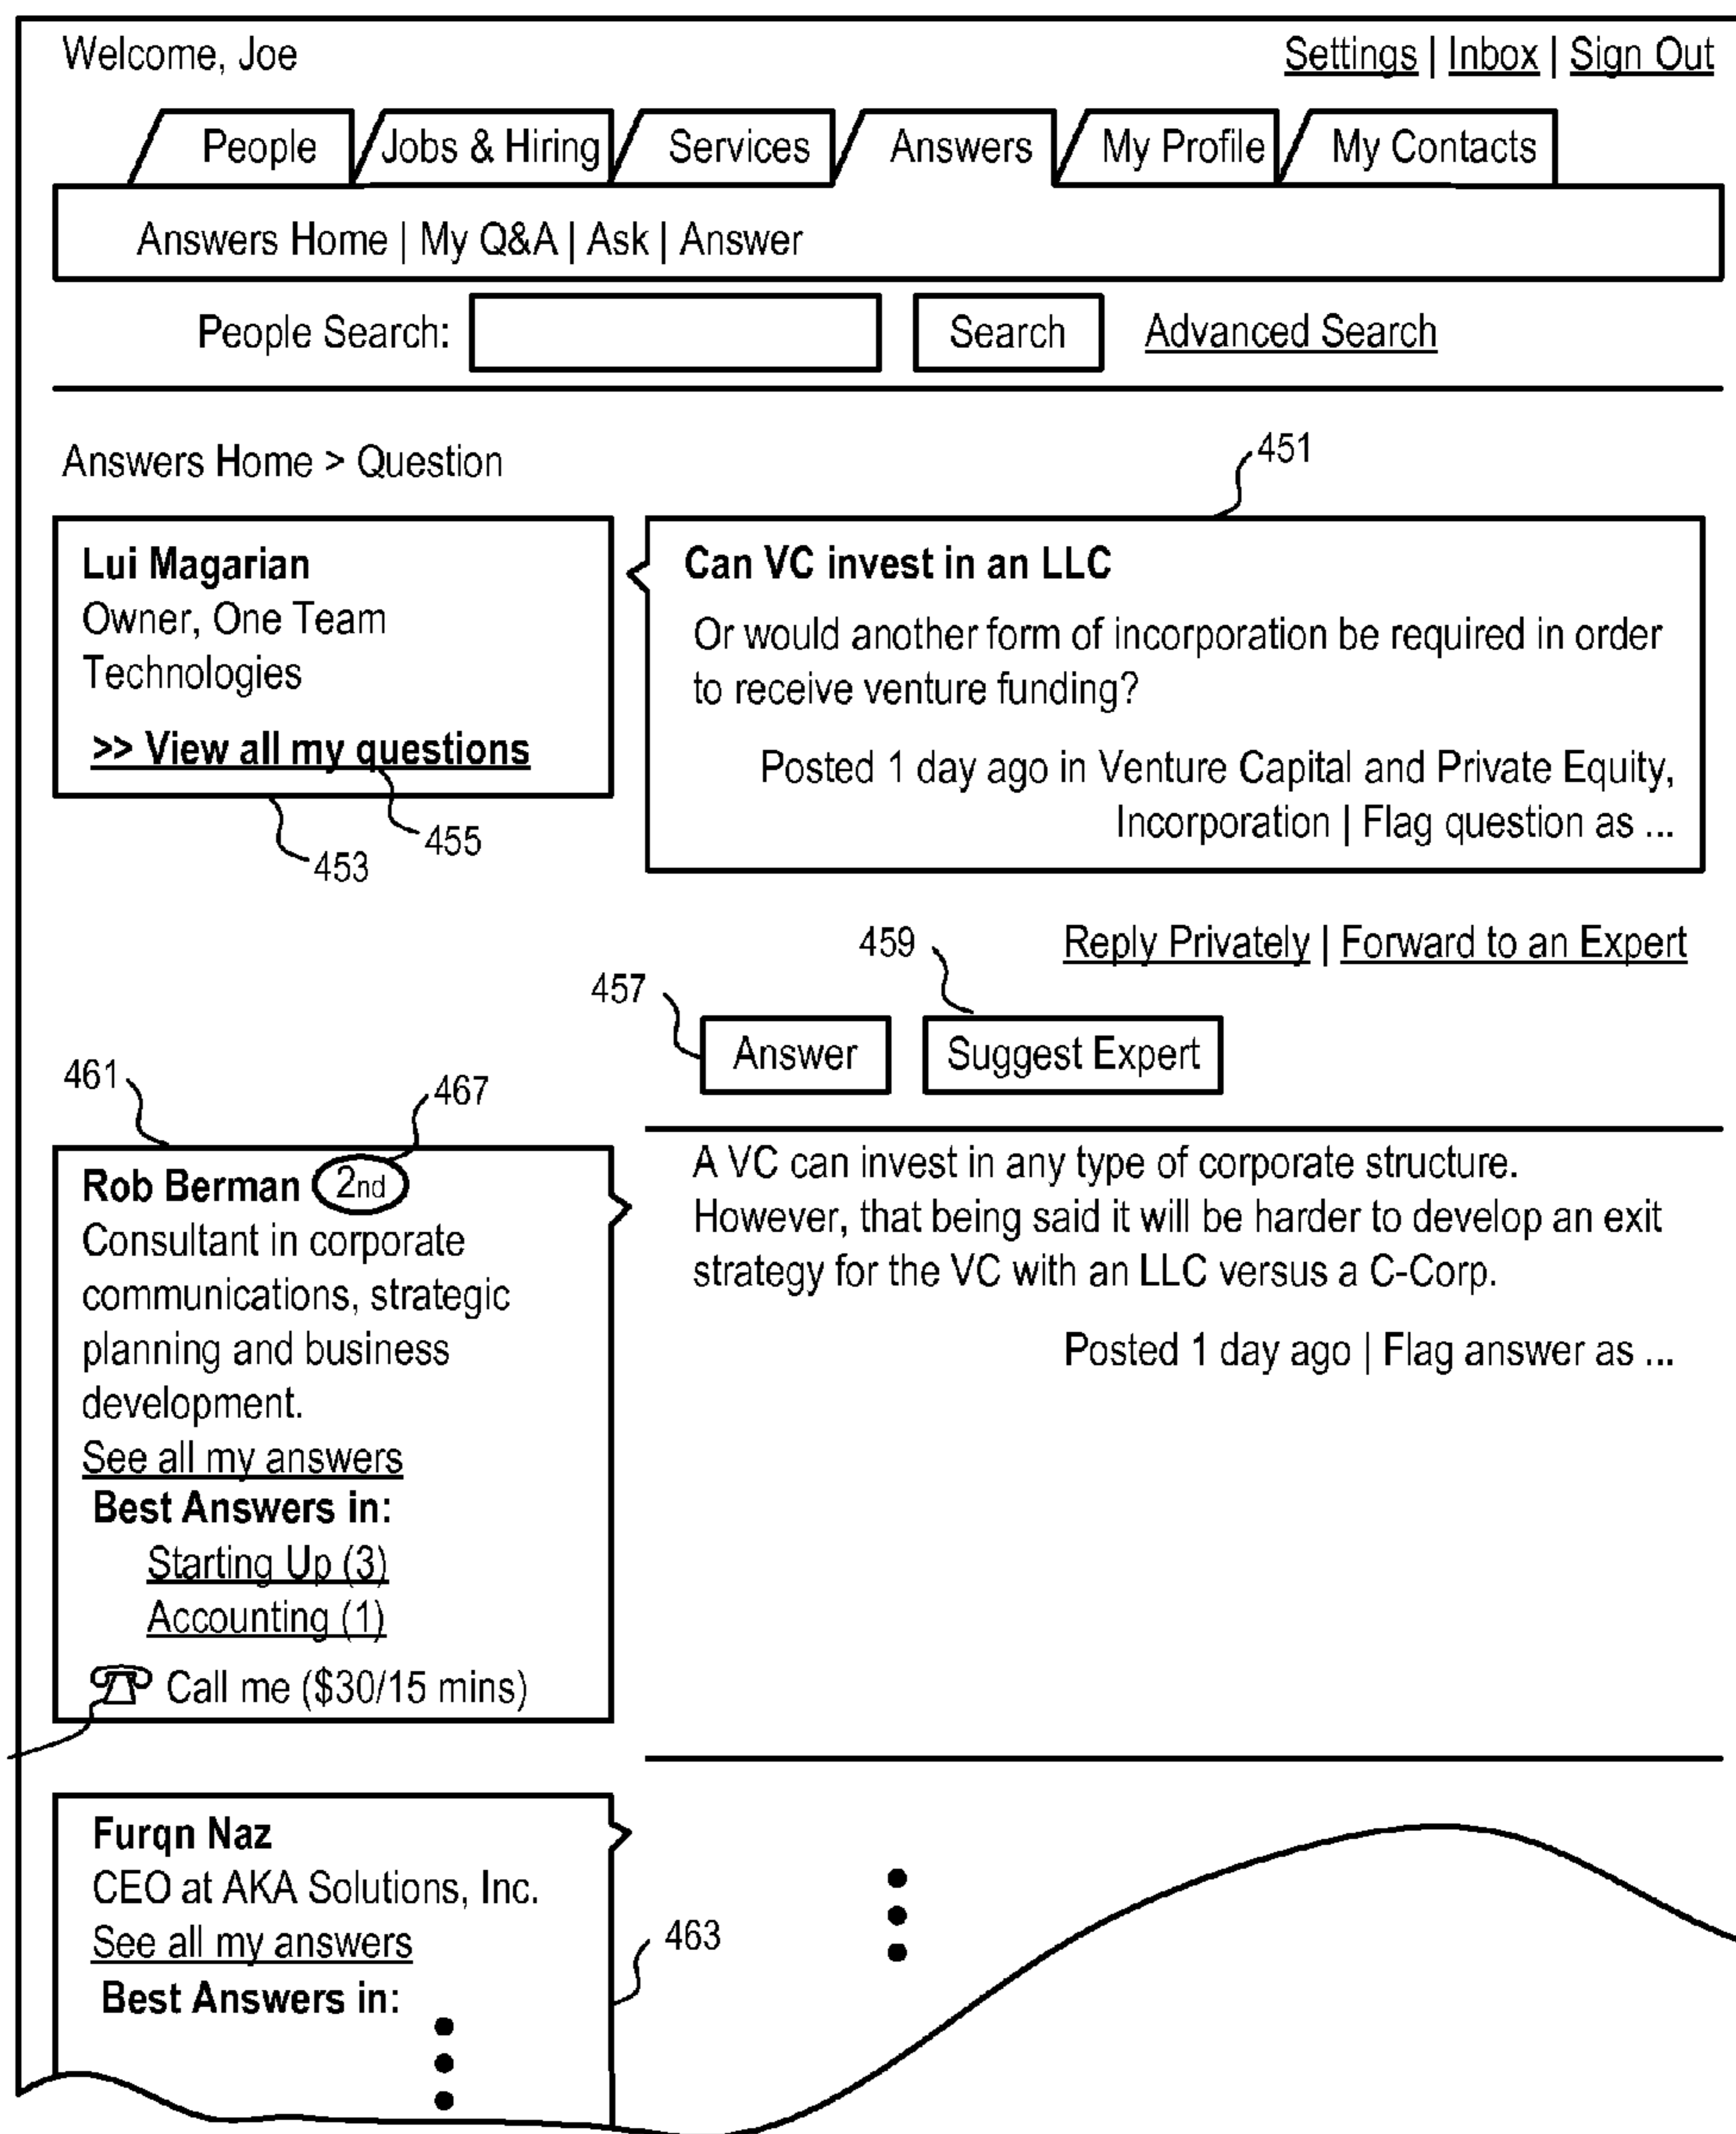 Welcome, Joe
Settings | Inbox | Sign Out
People
Jobs & Hiring
Services
Answers
My Profile
My Contacts
Answers Home | My Q&A | Ask | Answer
People Search:
Search
Advanced Search
Answers Home > Question
451
Lui Magarian
Owner, One Team
Technologies
>> View all my questions
455
453
Can VC invest in an LLC
Or would another form of incorporation be required in order
to receive venture funding?
Posted 1 day ago in Venture Capital and Private Equity,
Incorporation | Flag question as ...
459
Reply Privately | Forward to an Expert
457
Answer
Suggest Expert
461
467
Rob Berman 2nd
Consultant in corporate
communications, strategic
planning and business
development.
See all my answers
Best Answers in:
Starting Up (3)
Accounting (1)
Call me ($30/15 mins)
A VC can invest in any type of corporate structure.
However, that being said it will be harder to develop an exit
strategy for the VC with an LLC versus a C-Corp.
Posted 1 day ago | Flag answer as ...
Furqn Naz
CEO at AKA Solutions, Inc.
See all my answers
Best Answers in:
463